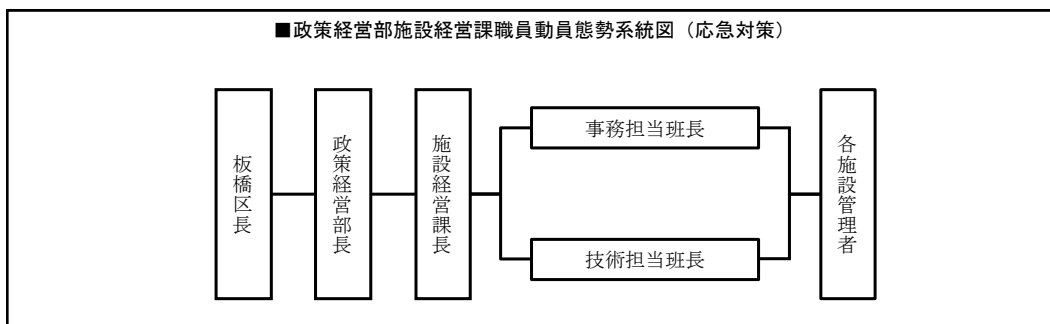 ■政策経営部施設経営課職員動員態勢系統図（応急対策）
板橋区長
政策経営部長
施設経営課長
事務担当班長
技術担当班長
各施設管理者